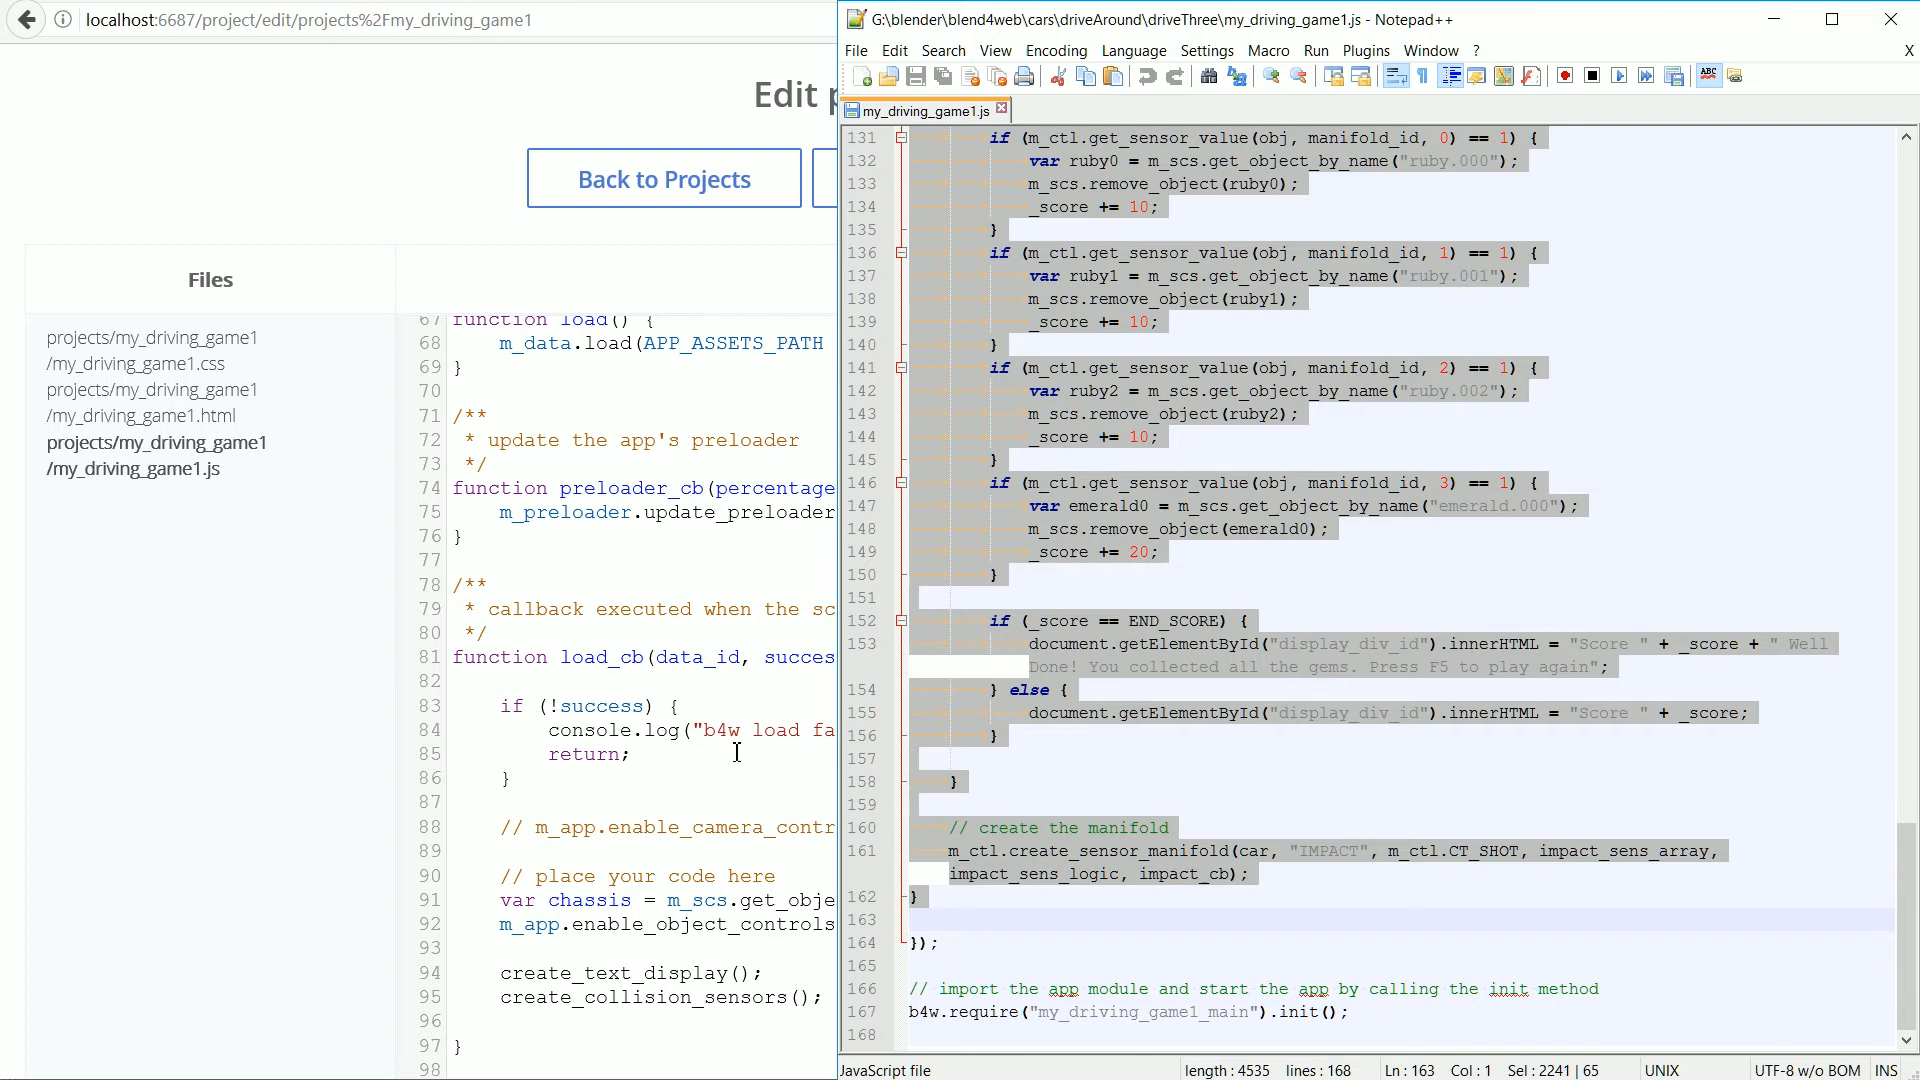 localhost:6687/project/edit/projects%2Fmy_driving_game1
Edit p
Back to Projects
Files
projects/my_driving_game1
/my_driving_game1.css
projects/my_driving_game1
/my_driving_game1.html
projects/my_driving_game1
/my_driving_game1.js
67 function load() {
68 m_data.load(APP_ASSETS_PATH
69 }
70
71 /**
72 * update the app's preloader
73 */
74 function preloader_cb(percentage
75 m_preloader.update_preloader
76 }
77
78 /**
79 * callback executed when the sc
80 */
81 function load_cb(data_id, succes
82
83 if (!success) {
84 console.log("b4w load fa
85 return;
86 }
87
88 // m_app.enable_camera_contr
89
90 // place your code here
91 var chassis = m_scs.get_obje
92 m_app.enable_object_controls
93
94 create_text_display();
95 create_collision_sensors();
96
97 }
98
G:\blender\blend4web\cars\driveAround\driveThree\my_driving_game1.js - Notepad++
File Edit Search View Encoding Language Settings Macro Run Plugins Window ? X
ABC
my_driving_game1.js
131 if (m_ctl.get_sensor_value(obj, manifold_id, 0) == 1) {
132 var ruby0 = m_scs.get_object_by_name("ruby.000");
133 m_scs.remove_object(ruby0);
134 _score += 10;
135 }
136 if (m_ctl.get_sensor_value(obj, manifold_id, 1) == 1) {
137 var ruby1 = m_scs.get_object_by_name("ruby.001");
138 m_scs.remove_object(ruby1);
139 _score += 10;
140 }
141 if (m_ctl.get_sensor_value(obj, manifold_id, 2) == 1) {
142 var ruby2 = m_scs.get_object_by_name("ruby.002");
143 m_scs.remove_object(ruby2);
144 _score += 10;
145 }
146 if (m_ctl.get_sensor_value(obj, manifold_id, 3) == 1) {
147 var emerald0 = m_scs.get_object_by_name("emerald.000");
148 m_scs.remove_object(emerald0);
149 _score += 20;
150 }
151
152 if (_score == END_SCORE) {
153 document.getElementById("display_div_id").innerHTML = "Score " + _score + " Well
Done! You collected all the gems. Press F5 to play again";
154 } else {
155 document.getElementById("display_div_id").innerHTML = "Score " + _score;
156 }
157
158 }
159
160 // create the manifold
161 m_ctl.create_sensor_manifold(car, "IMPACT", m_ctl.CT_SHOT, impact_sens_array,
impact_sens_logic, impact_cb);
162 }
163
164 });
165
166 // import the app module and start the app by calling the init method
167 b4w.require("my_driving_game1_main").init();
168
JavaScript file length : 4535 lines : 168 Ln : 163 Col : 1 Sel : 2241 | 65 UNIX UTF-8 w/o BOM INS